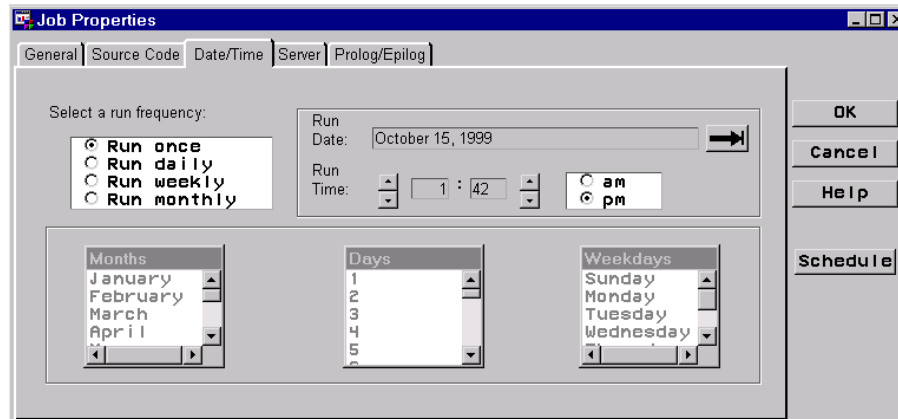 Job Properties
General Source Code Date/Time Server Prolog/Epilog
Select a run frequency:
Run once
Run daily
Run weekly
Run monthly
Run
Date: October 15, 1999
Run
Time: 1 : 42
am
pm
OK
Cancel
Help
Schedule
Months
January
February
March
April
Days
1
2
3
4
5
Weekdays
Sunday
Monday
Tuesday
Wednesday